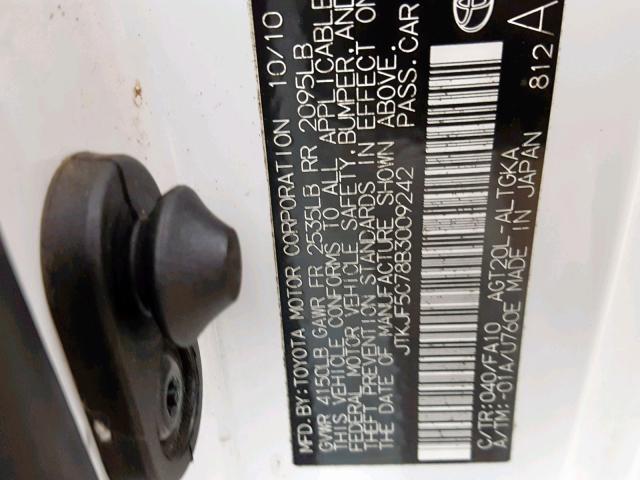 MFD. BY: TOYOTA MOTOR CORPORATION 10/10
GVWR 4150LB GAWR FR 2535LB RR 2095LB
THIS VEHICLE CONFORMS TO ALL APPLICABLE
FEDERAL MOTOR VEHICLE SAFETY, BUMPER, AND
THEFT PREVENTION STANDARDS IN EFFECT ON
THE DATE OF MANUFACTURE SHOWN ABOVE.
JTKJF5C78B3009242 PASS. CAR
C/TR: 040/FA10 AGT20L-ALTGKA
A/TM: -01A/U760E MADE IN JAPAN 812 A